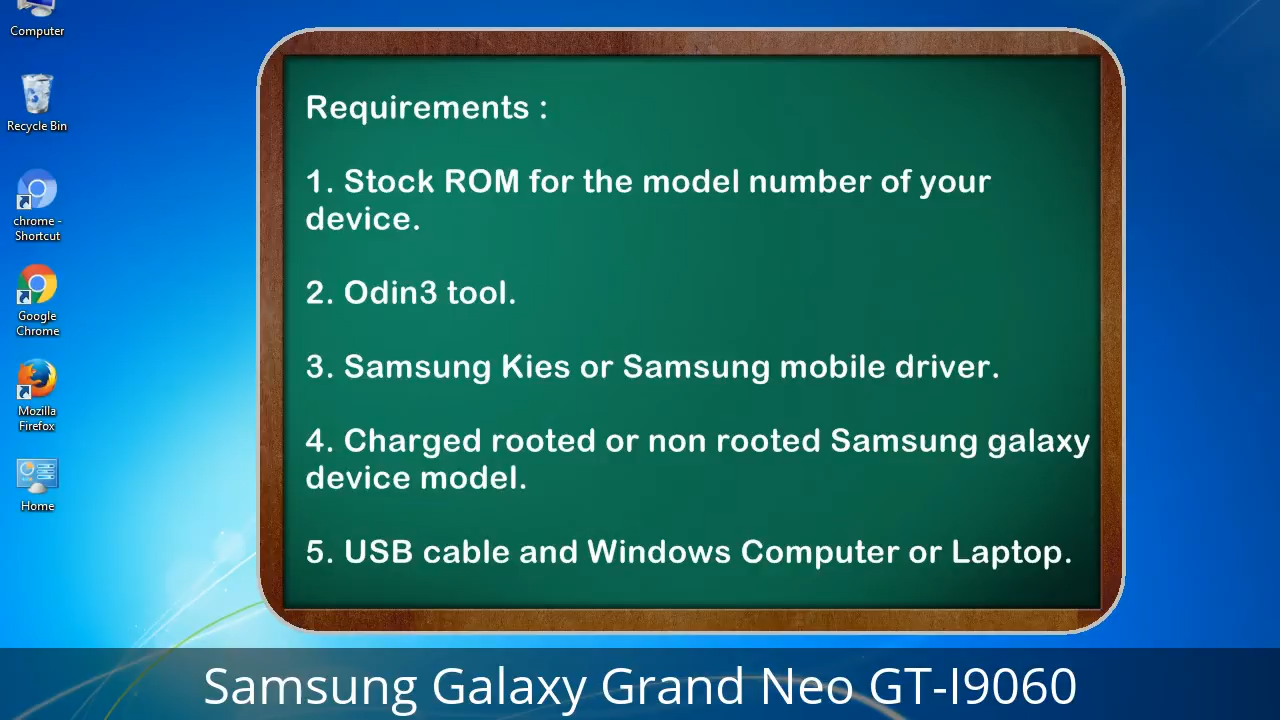 Computer
Recycle Bin
chrome -
Shortcut
Google
Chrome
Mozilla
Firefox
Home
Requirements :
1. Stock ROM for the model number of your
device.
2. Odin3 tool.
3. Samsung Kies or Samsung mobile driver.
4. Charged rooted or non rooted Samsung galaxy
device model.
5. USB cable and Windows Computer or Laptop.
Samsung Galaxy Grand Neo GT-I9060